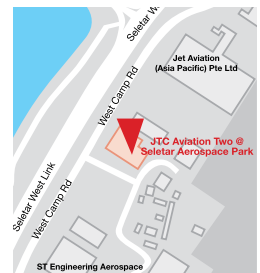 Seletar W
Jet Aviation
(Asia Pacific) Pte Ltd
West Camp Rd
JTC Aviation Two @
Seletar Aerospace Park
Seletar West Link
West Camp Rd
ST Engineering Aerospace